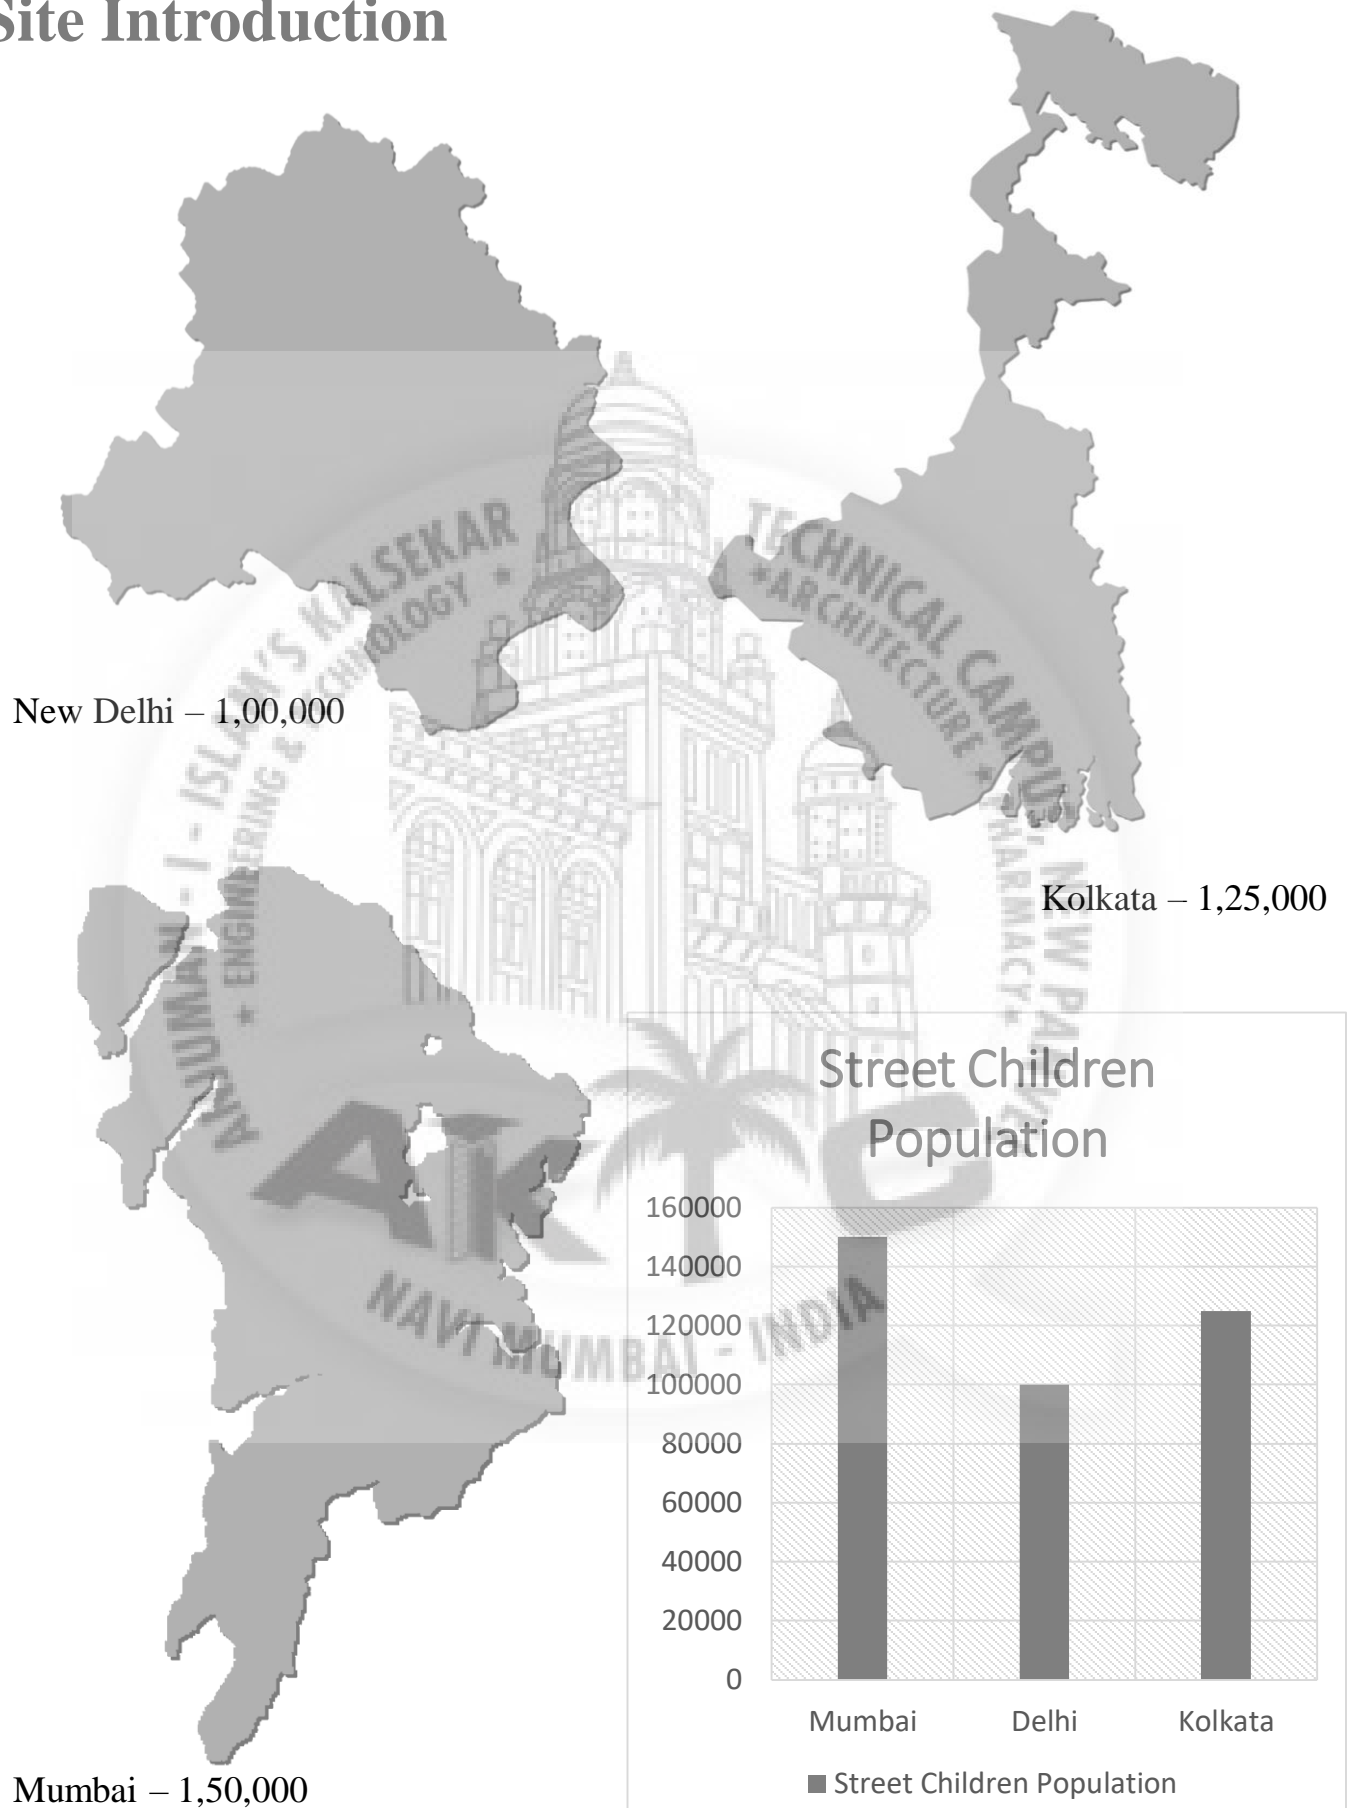 Site Introduction
New Delhi – 1,00,000
Kolkata – 1,25,000
Mumbai – 1,50,000
Street Children
Population
160000
140000
120000
100000
80000
60000
40000
20000
0
Mumbai
Delhi
Kolkata
Street Children Population
ANJUMAN - I - ISLAM'S KALSEKAR TECHNICAL CAMPUS, NEW PANVEL
ENGINEERING & TECHNOLOGY * ARCHITECTURE * PHARMACY
AIKTC
NAVI MUMBAI - INDIA